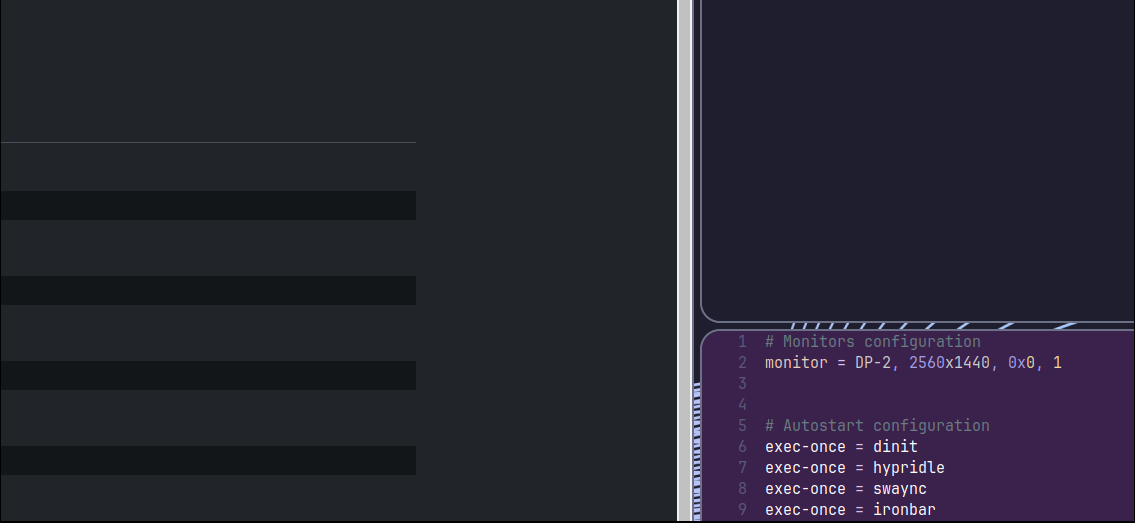 1 # Monitors configuration
2 monitor = DP-2, 2560x1440, 0x0, 1
3
4
5 # Autostart configuration
6 exec-once = dinit
7 exec-once = hypridle
8 exec-once = swaync
9 exec-once = ironbar